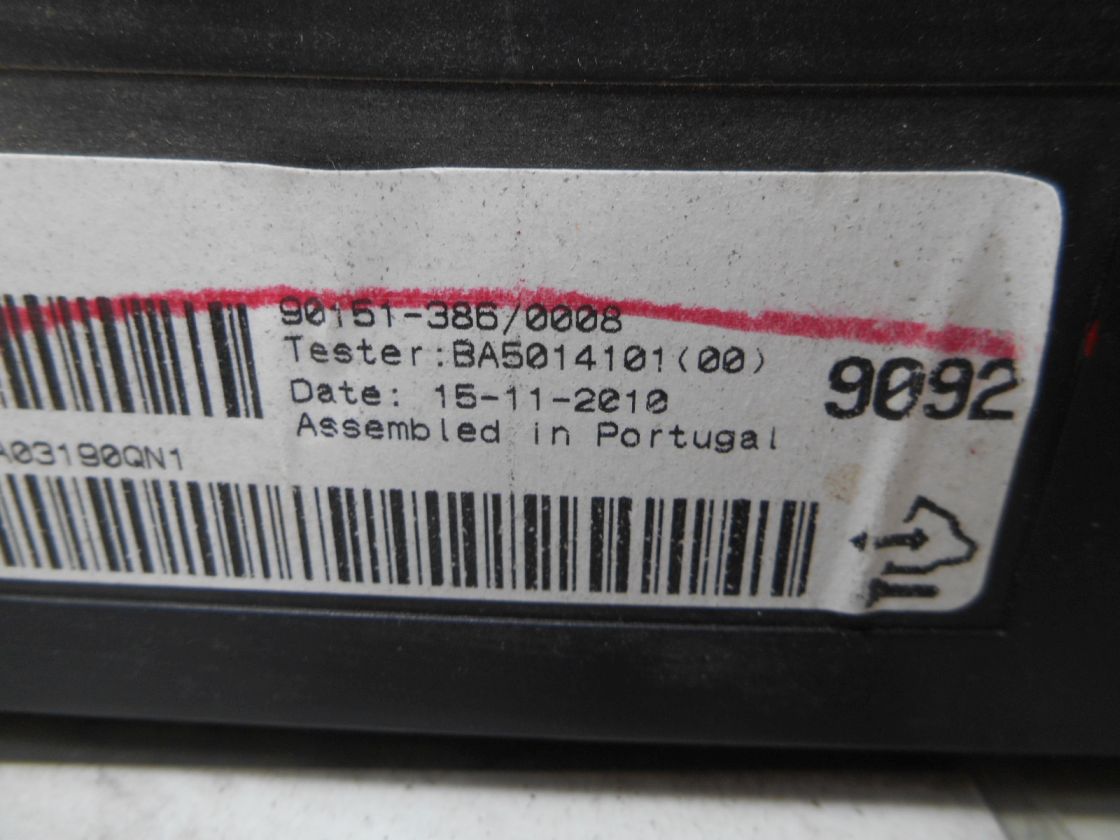 90151-386/0008
Tester:BA5014101(00)
Date: 15-11-2010
Assembled in Portugal
9092
A03190QN1